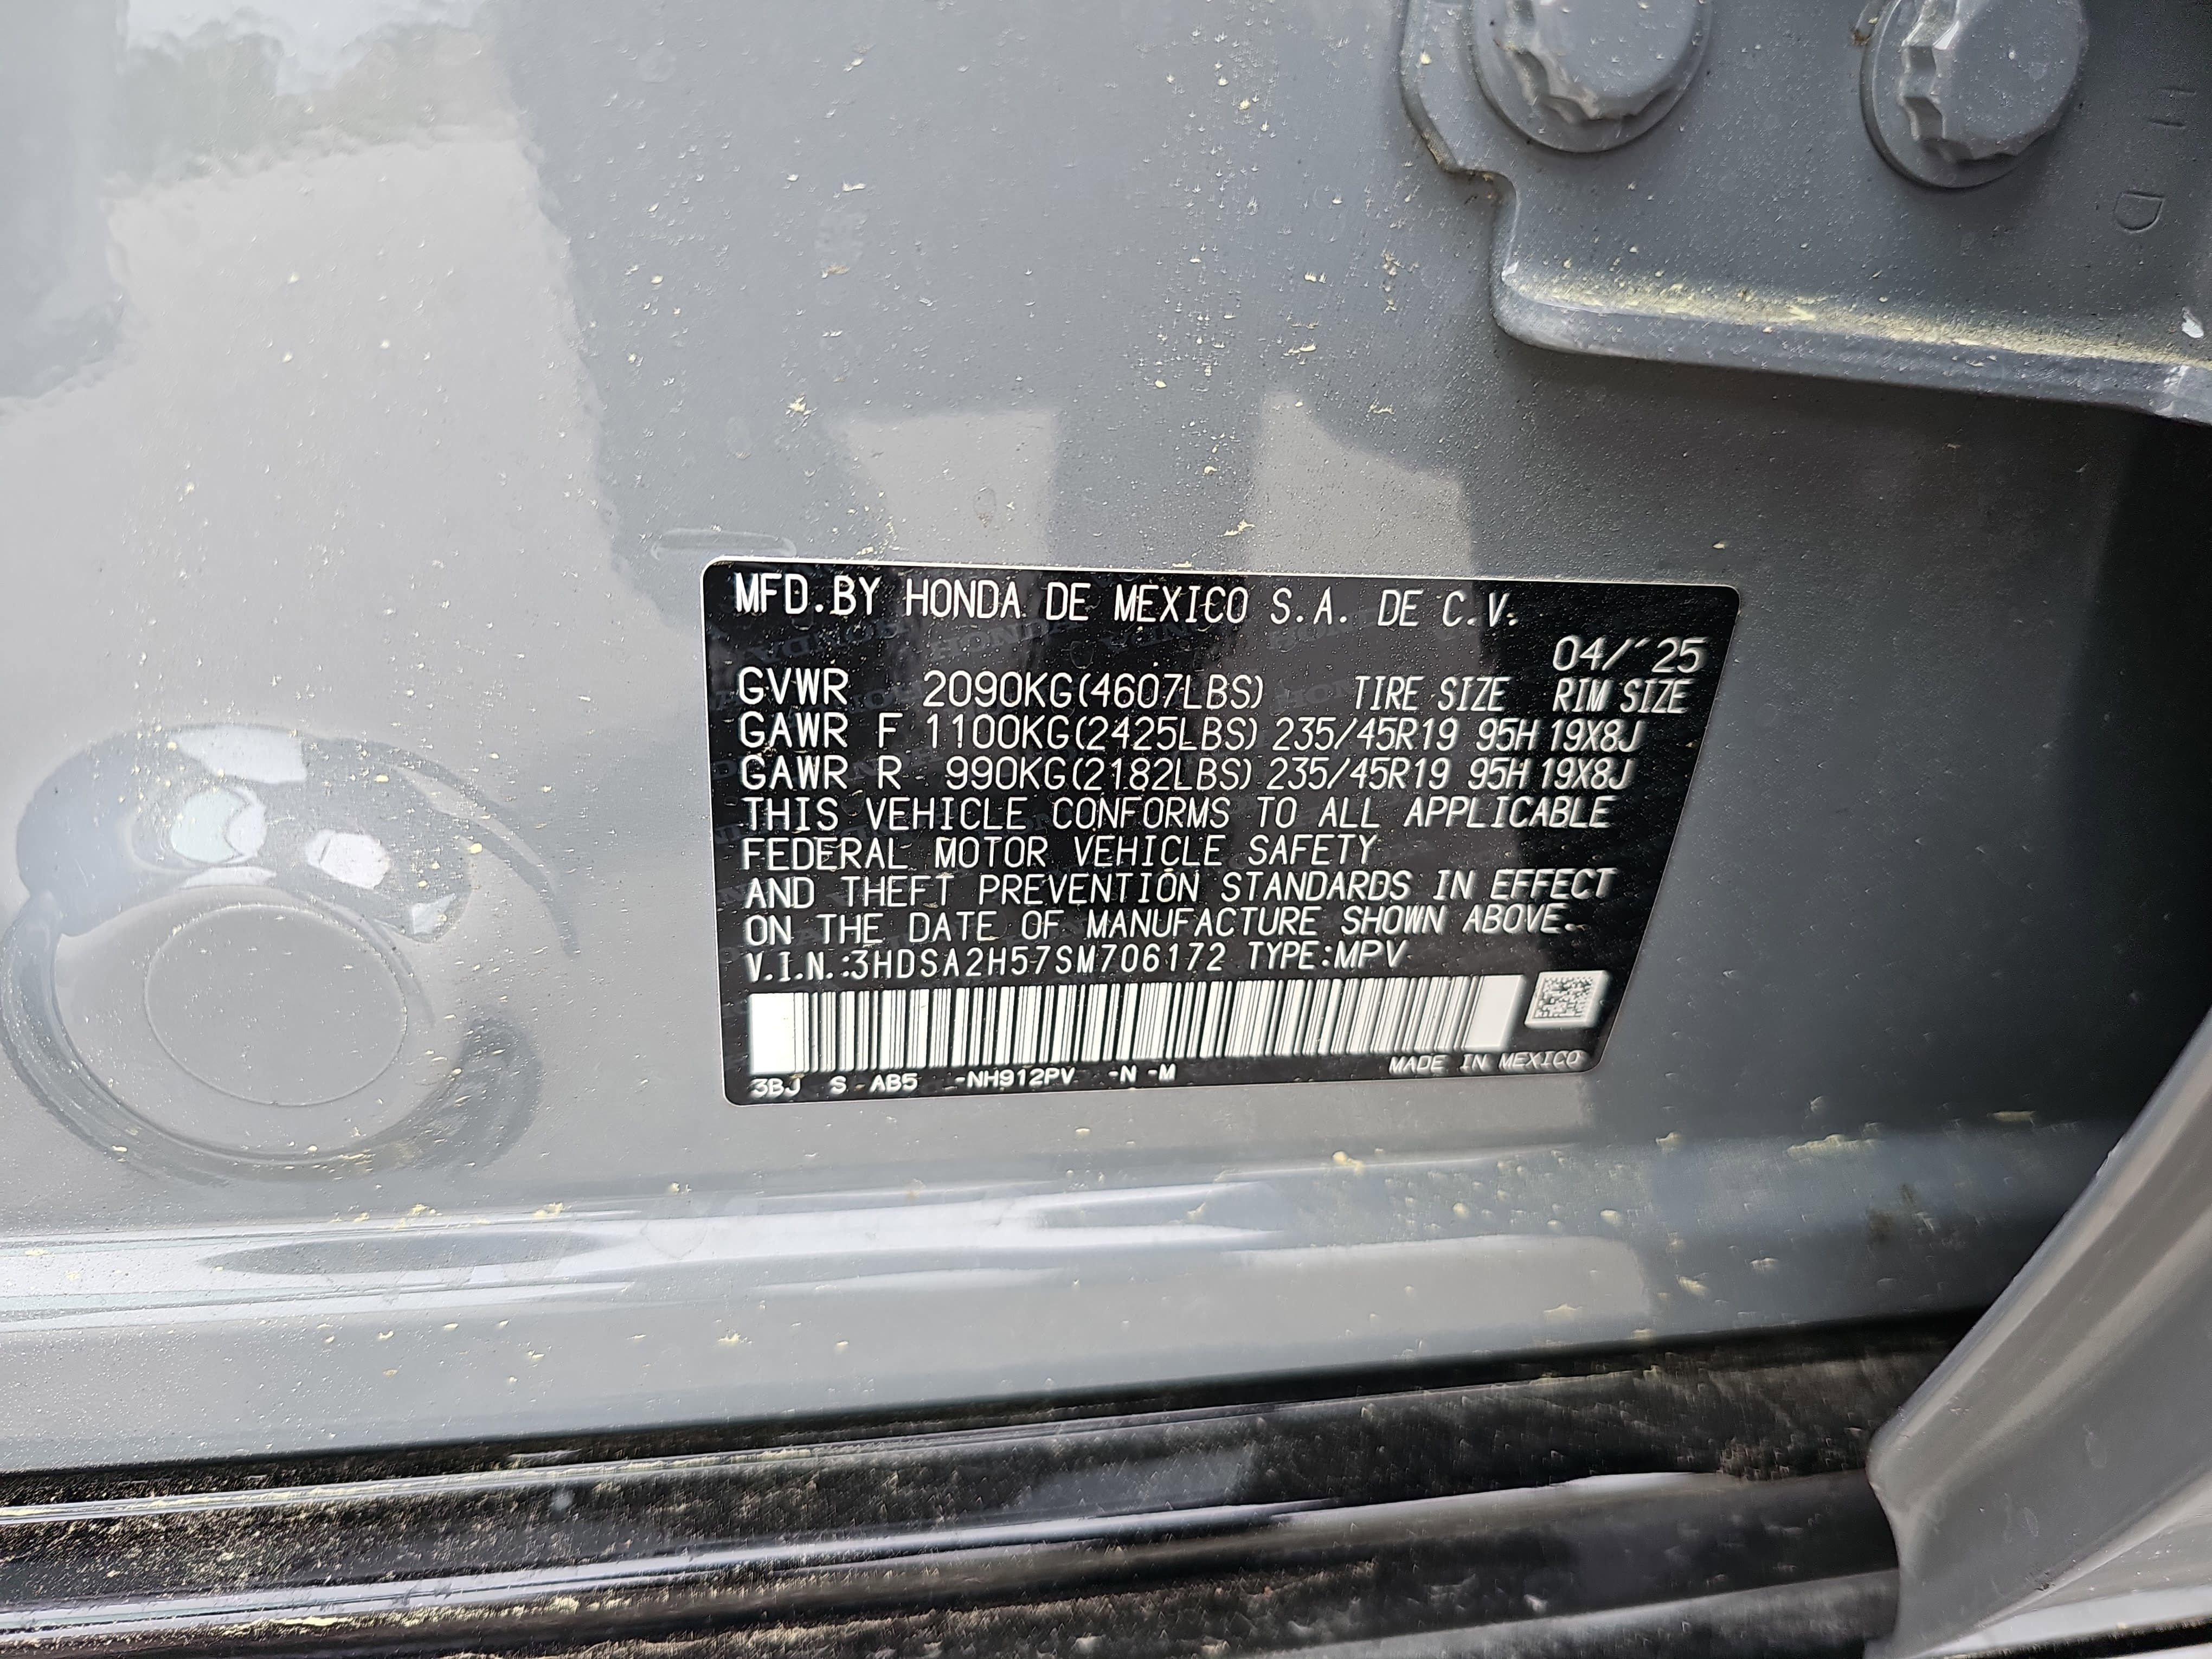 MFD.BY HONDA DE MEXICO S.A. DE C.V.
04/´25
GVWR 2090KG(4607LBS) TIRE SIZE RIM SIZE
GAWR F 1100KG(2425LBS) 235/45R19 95H 19X8J
GAWR R 990KG(2182LBS) 235/45R19 95H 19X8J
THIS VEHICLE CONFORMS TO ALL APPLICABLE
FEDERAL MOTOR VEHICLE SAFETY
AND THEFT PREVENTION STANDARDS IN EFFECT
ON THE DATE OF MANUFACTURE SHOWN ABOVE.
V.I.N.:3HDSA2H57SM706172 TYPE:MPV
MADE IN MEXICO
3BJ S AB5 -NH912PV -N -M